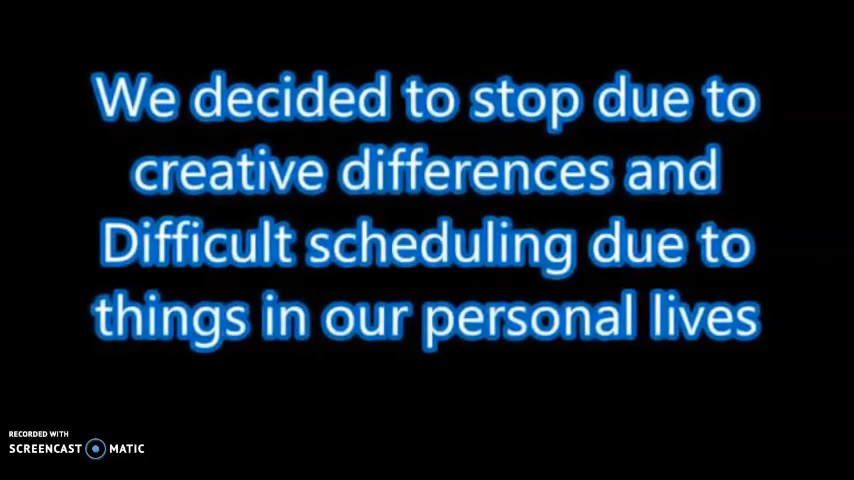 We decided to stop due to
creative differences and
Difficult scheduling due to
things in our personal lives
RECORDED WITH
SCREENCAST MATIC